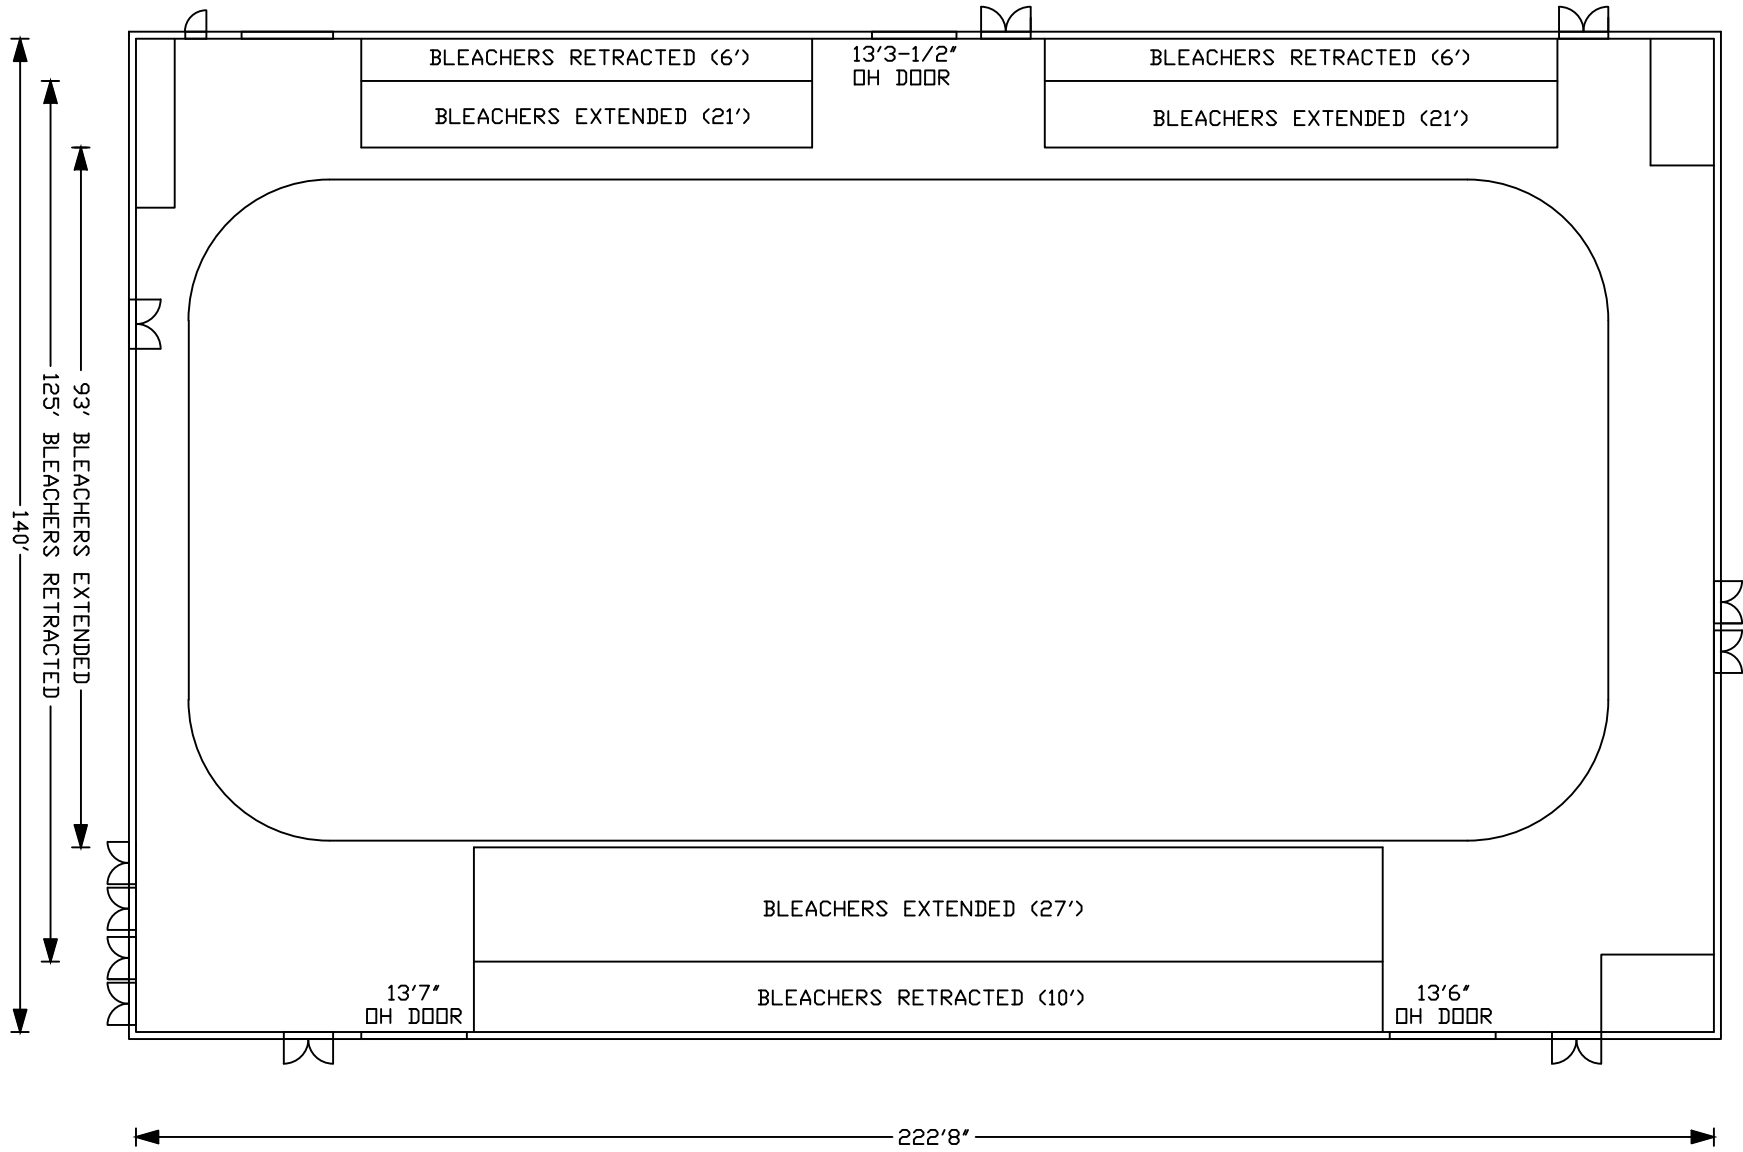 BLEACHERS RETRACTED (6')
13'3-1/2"
OH DOOR
BLEACHERS RETRACTED (6')
BLEACHERS EXTENDED (21')
BLEACHERS EXTENDED (21')
93' BLEACHERS EXTENDED
125' BLEACHERS RETRACTED
140'
BLEACHERS EXTENDED (27')
13'7"
OH DOOR
BLEACHERS RETRACTED (10')
13'6"
OH DOOR
222'8"